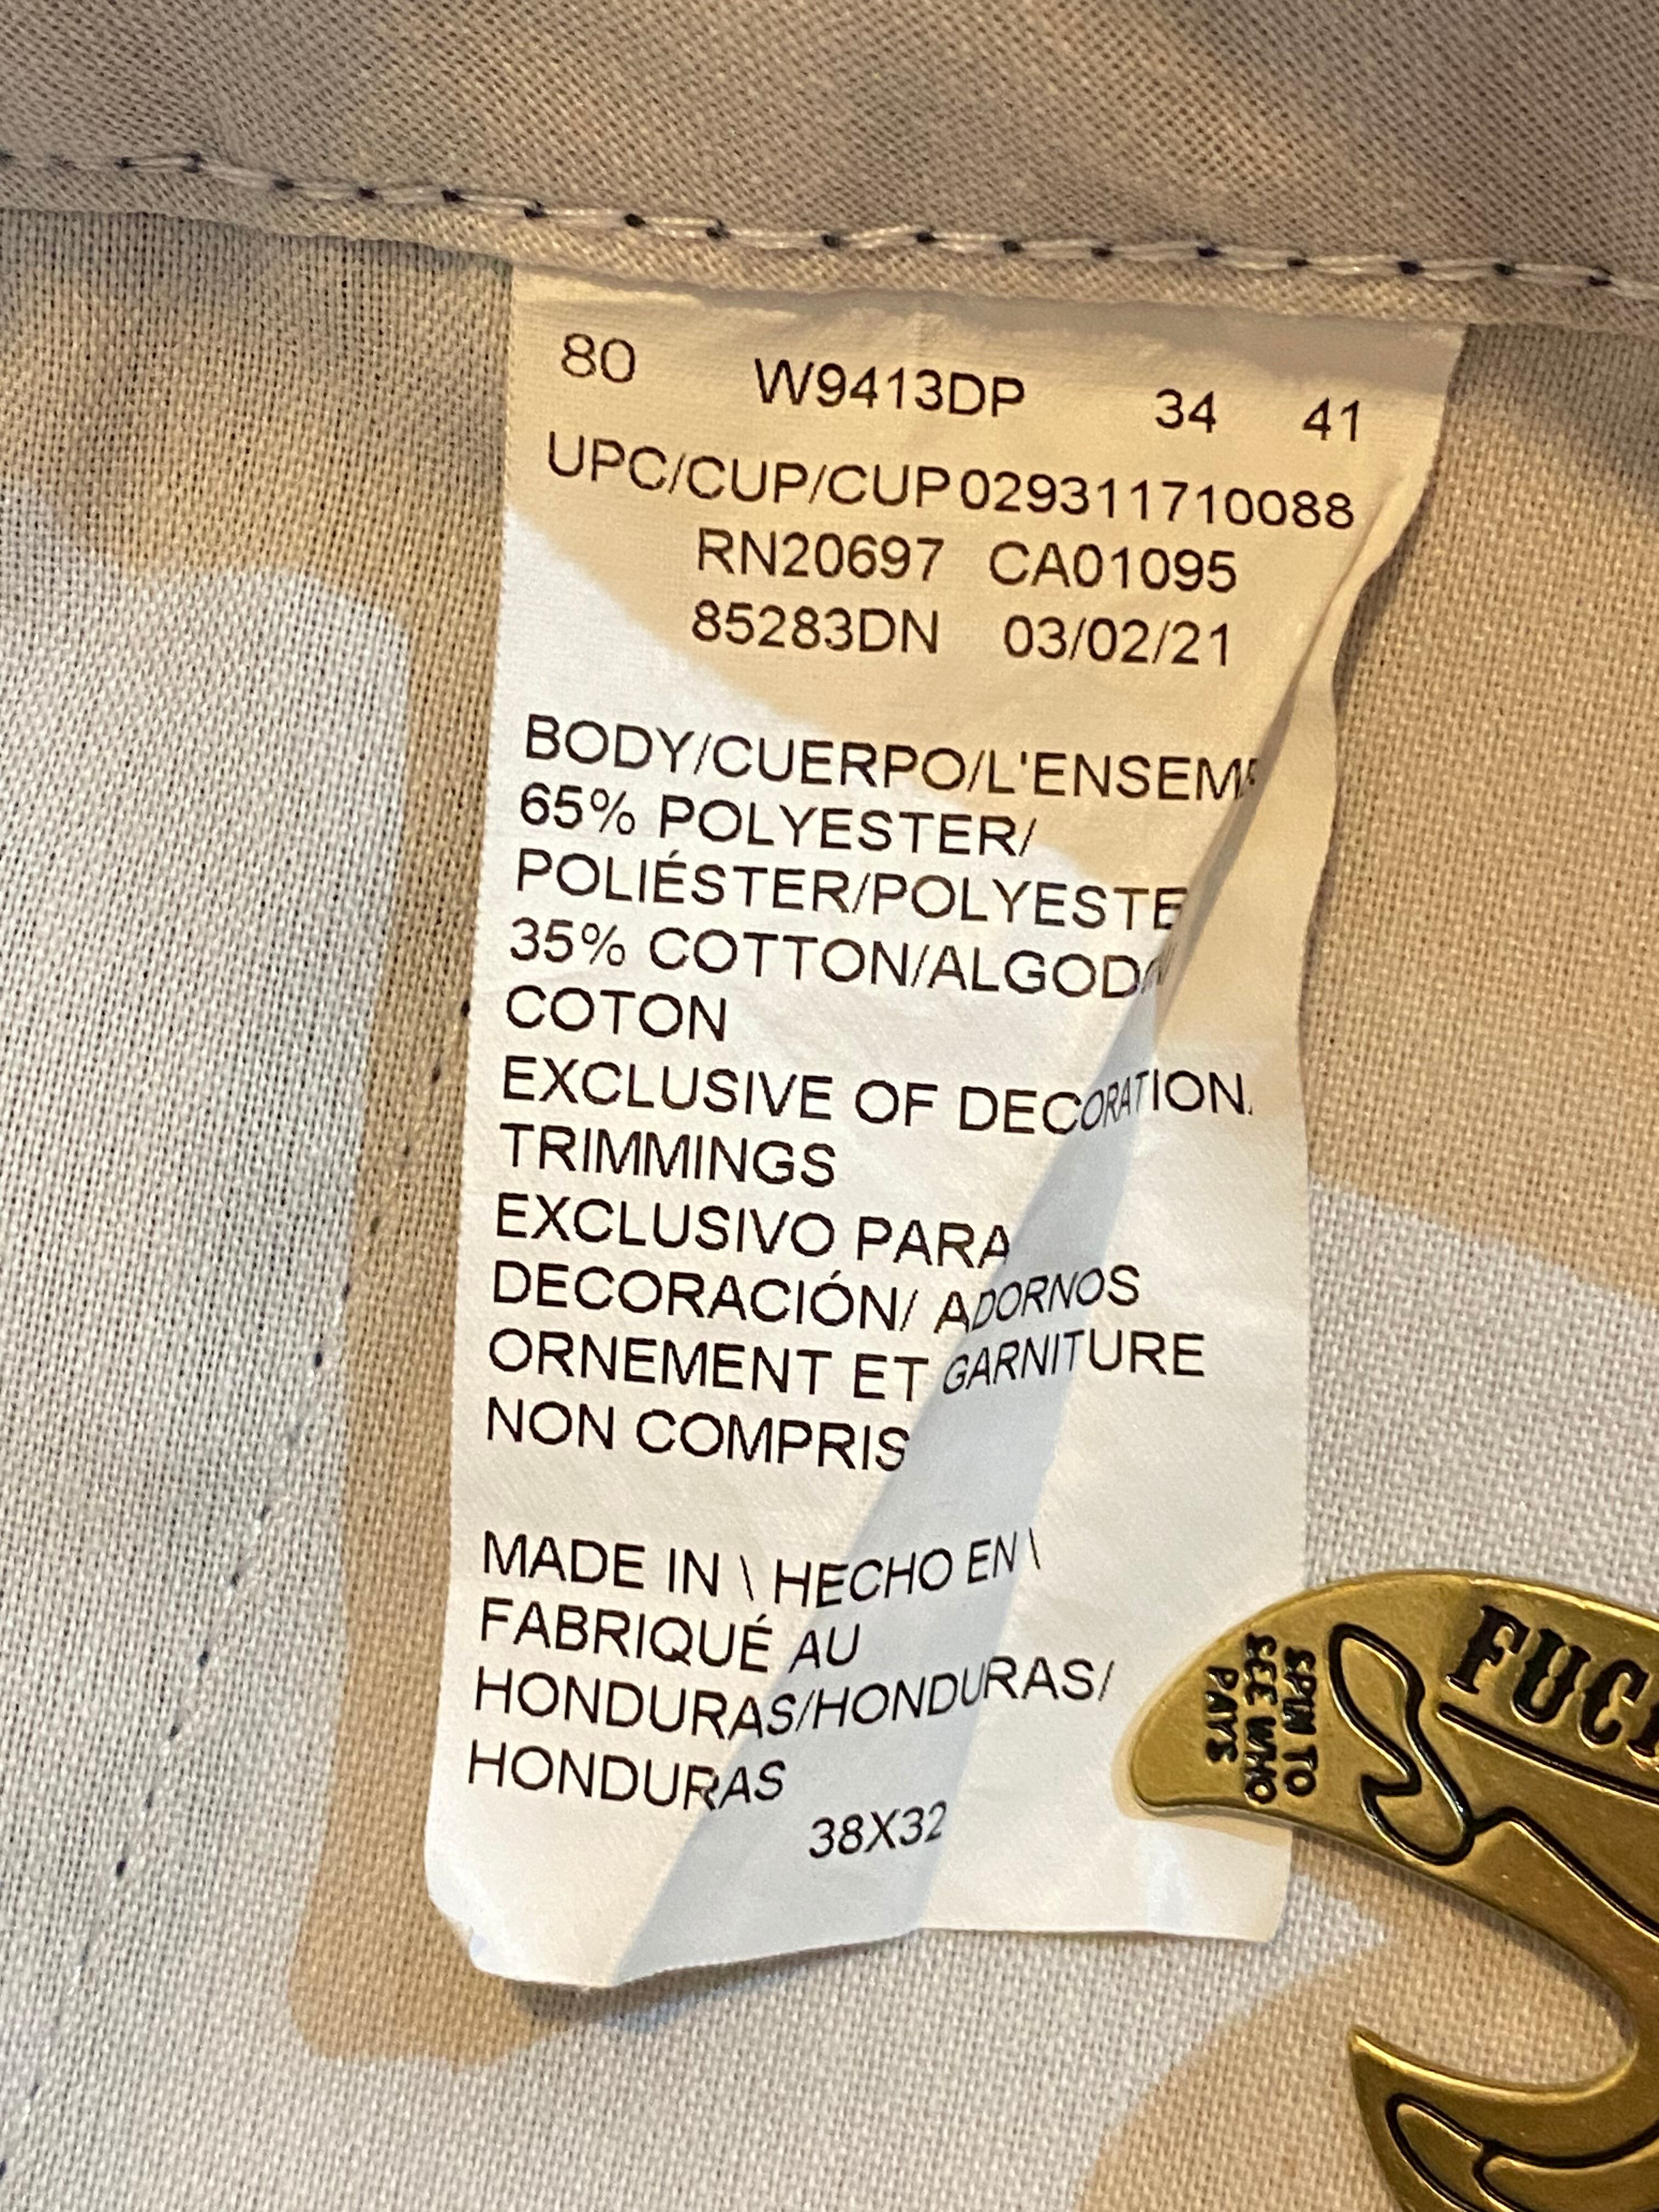 80 W9413DP 34 41
UPC/CUP/CUP 029311710088
RN20697 CA01095
85283DN 03/02/21
BODY/CUERPO/L'ENSEM
65% POLYESTER/
POLIÉSTER/POLYESTE
35% COTTON/ALGOD
COTON
EXCLUSIVE OF DECORATION.
TRIMMINGS
EXCLUSIVO PARA
DECORACIÓN/ ADORNOS
ORNEMENT ET GARNITURE
NON COMPRIS
MADE IN \ HECHO EN \
FABRIQUÉ AU
HONDURAS/HONDURAS/
HONDURAS
38X32
SPIN TO
SEE WHO
PAYS
FUC